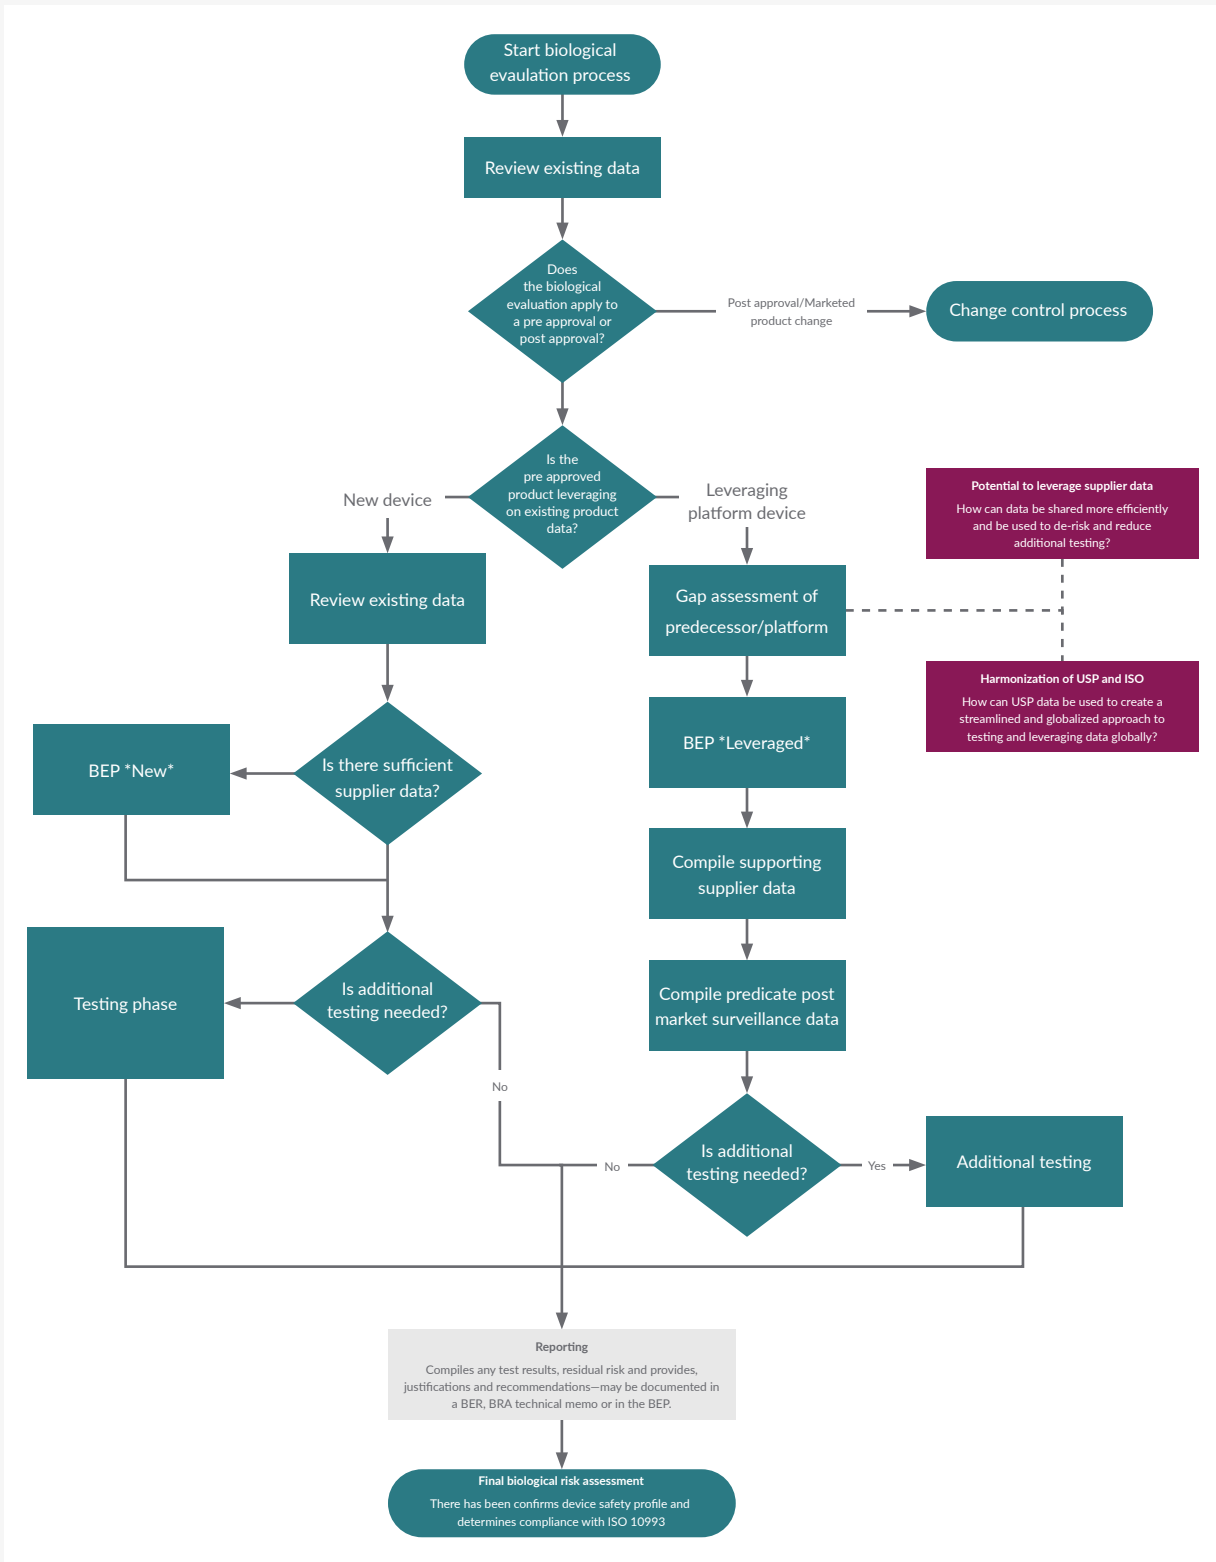 Start biological
evaulation process
Review existing data
Does
the biological
evaluation apply to
a pre approval or
post approval?
Post approval/Marketed
product change
Change control process
Is the
pre approved
product leveraging
on existing product
data?
New device
Leveraging
platform device
Potential to leverage supplier data
How can data be shared more efficiently
and be used to de-risk and reduce
additional testing?
Review existing data
Gap assessment of
predecessor/platform
Harmonization of USP and ISO
How can USP data be used to create a
streamlined and globalized approach to
testing and leveraging data globally?
BEP *New*
Is there sufficient
supplier data?
BEP *Leveraged*
Compile supporting
supplier data
Testing phase
Is additional
testing needed?
Compile predicate post
market surveillance data
No
No
Is additional
testing needed?
Yes
Additional testing
Reporting
Compiles any test results, residual risk and provides,
justifications and recommendations—may be documented in
a BER, BRA technical memo or in the BEP.
Final biological risk assessment
There has been confirms device safety profile and
determines compliance with ISO 10993